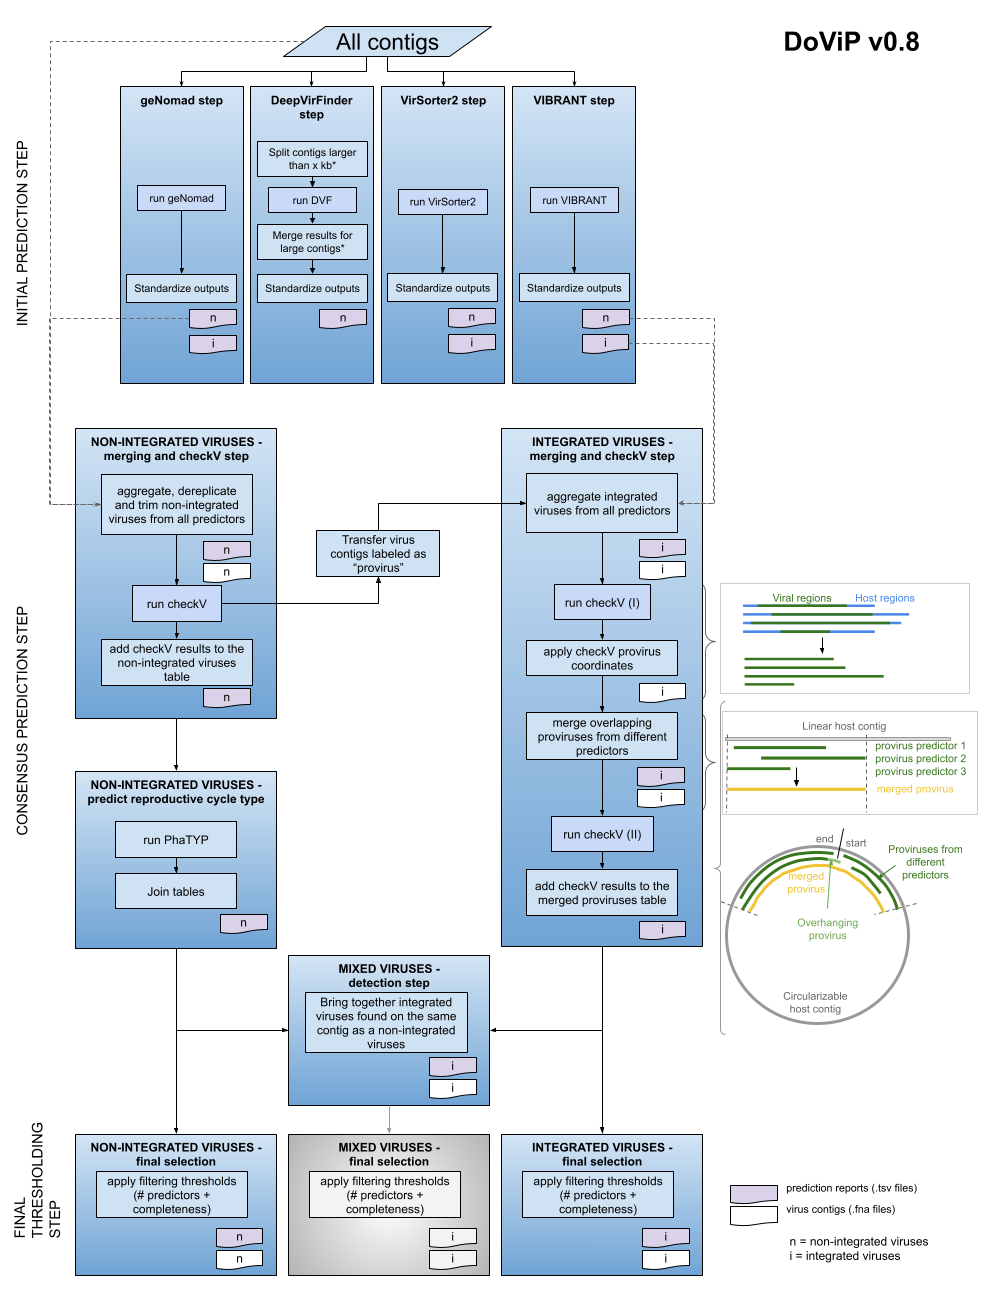 All contigs
DoViP v0.8
INITIAL PREDICTION STEP
geNomad step
run geNomad
Standardize outputs
n
i
DeepVirFinder
step
Split contigs larger
than x kb*
run DVF
Merge results for
large contigs*
Standardize outputs
n
VirSorter2 step
run VirSorter2
Standardize outputs
n
i
VIBRANT step
run VIBRANT
Standardize outputs
n
i
CONSENSUS PREDICTION STEP
NON-INTEGRATED VIRUSES -
merging and checkV step
aggregate, dereplicate
and trim non-integrated
viruses from all predictors
n
n
run checkV
add checkV results to the
non-integrated viruses
table
n
Transfer virus
contigs labeled as
“provirus”
INTEGRATED VIRUSES -
merging and checkV step
aggregate integrated
viruses from all predictors
i
i
run checkV (I)
apply checkV provirus
coordinates
i
merge overlapping
proviruses from different
predictors
i
i
run checkV (II)
add checkV results to the
merged proviruses table
i
Viral regions
Host regions
Linear host contig
provirus predictor 1
provirus predictor 2
provirus predictor 3
merged provirus
end
start
Proviruses from
different
predictors
merged
provirus
Overhanging
provirus
Circularizable
host contig
NON-INTEGRATED VIRUSES -
predict reproductive cycle type
run PhaTYP
Join tables
n
MIXED VIRUSES -
detection step
Bring together integrated
viruses found on the same
contig as a non-integrated
viruses
i
i
FINAL
THRESHOLDING
STEP
NON-INTEGRATED VIRUSES -
final selection
apply filtering thresholds
(# predictors +
completeness)
n
n
MIXED VIRUSES -
final selection
apply filtering thresholds
(# predictors +
completeness)
i
i
INTEGRATED VIRUSES -
final selection
apply filtering thresholds
(# predictors +
completeness)
i
i
prediction reports (.tsv files)
virus contigs (.fna files)
n = non-integrated viruses
i = integrated viruses